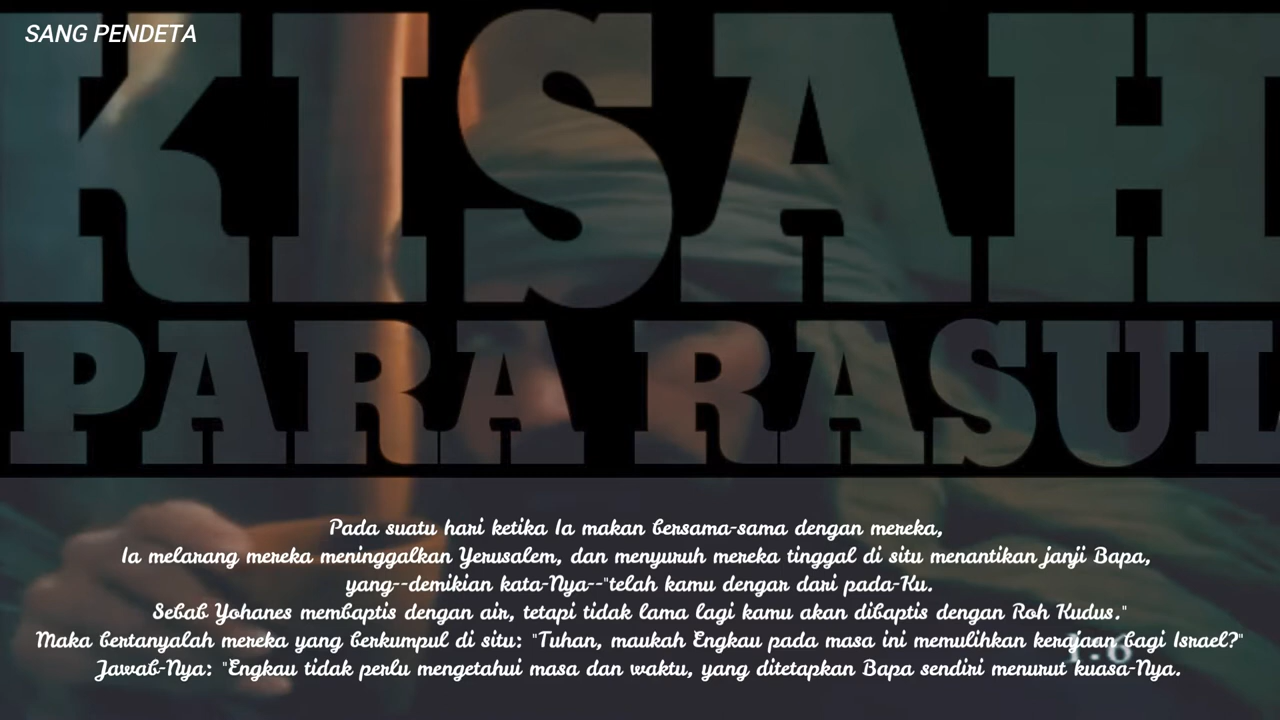 SANG PENDETA
KISAH
PARA RASUL
Pada suatu hari ketika Ia makan bersama-sama dengan mereka,
Ia melarang mereka meninggalkan Yerusalem, dan menyuruh mereka tinggal di situ menantikan janji Bapa,
yang--demikian kata-Nya--"telah kamu dengar dari pada-Ku.
Sebab Yohanes membaptis dengan air, tetapi tidak lama lagi kamu akan dibaptis dengan Roh Kudus."
Maka bertanyalah mereka yang berkumpul di situ: "Tuhan, maukah Engkau pada masa ini memulihkan kerajaan bagi Israel?"
Jawab-Nya: "Engkau tidak perlu mengetahui masa dan waktu, yang ditetapkan Bapa sendiri menurut kuasa-Nya.